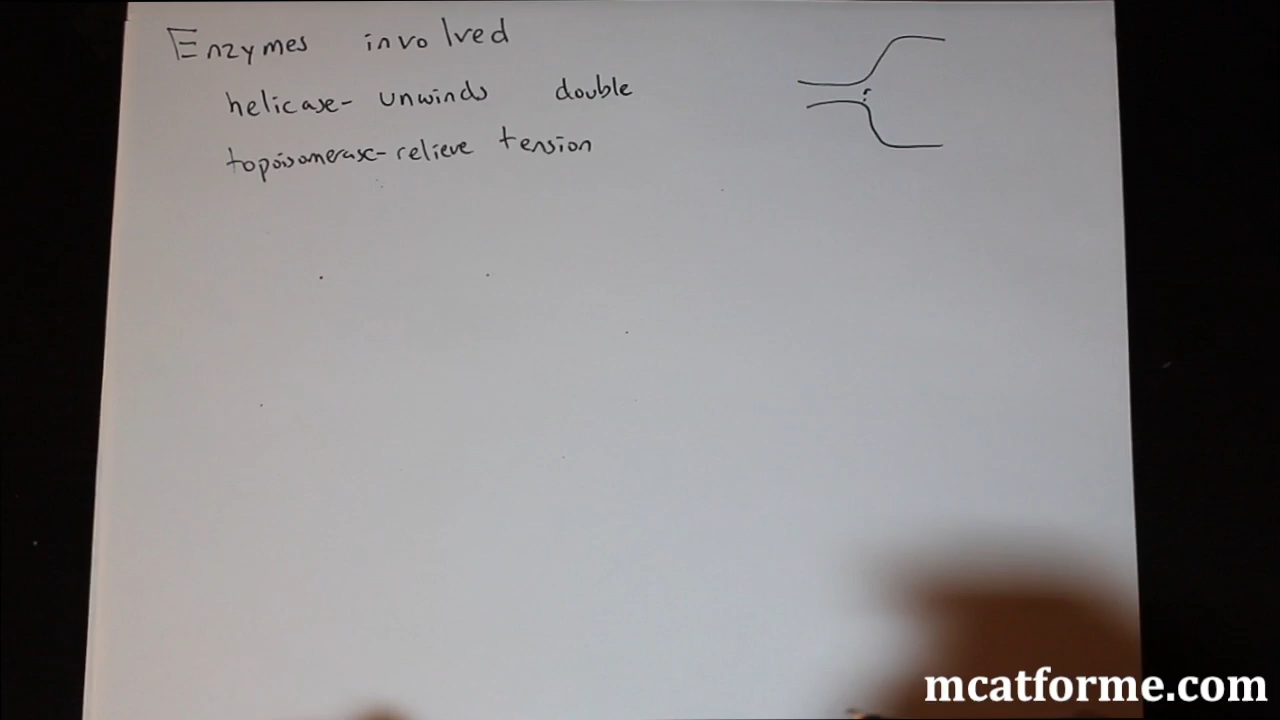 Enzymes involved
helicase- unwinds double
topoisomerase- relieve tension
mcatforme.com